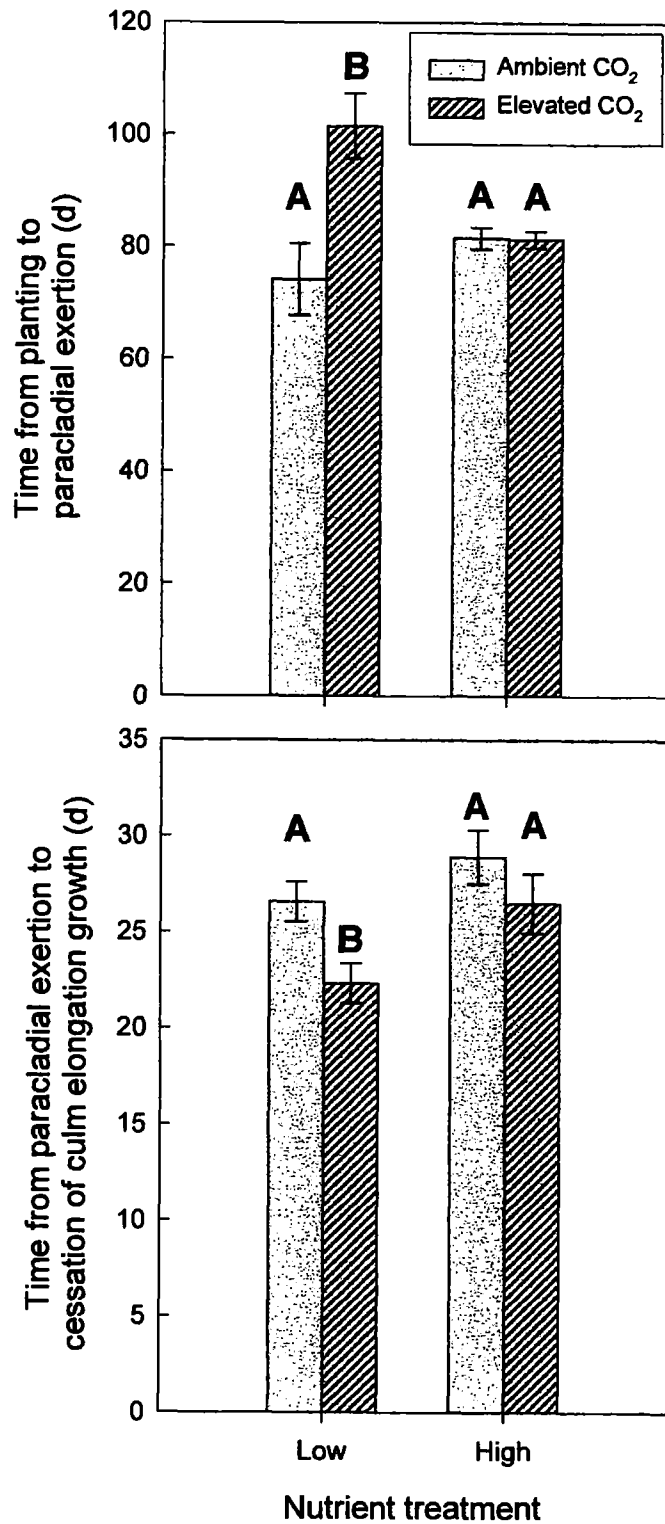 Time from planting to
paracladial exertion (d)
120
100
80
60
40
20
0
A
B
A
A
Ambient CO₂
Elevated CO₂
Time from paracladial exertion to
cessation of culm elongation growth (d)
35
30
25
20
15
10
5
0
A
B
A
A
Low
High
Nutrient treatment